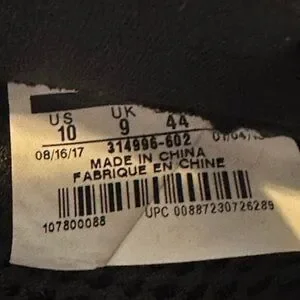 US UK
10 9 44
08/16/17 314996-602
MADE IN CHINA
FABRIQUE EN CHINE
107800088
UPC 00887230726289